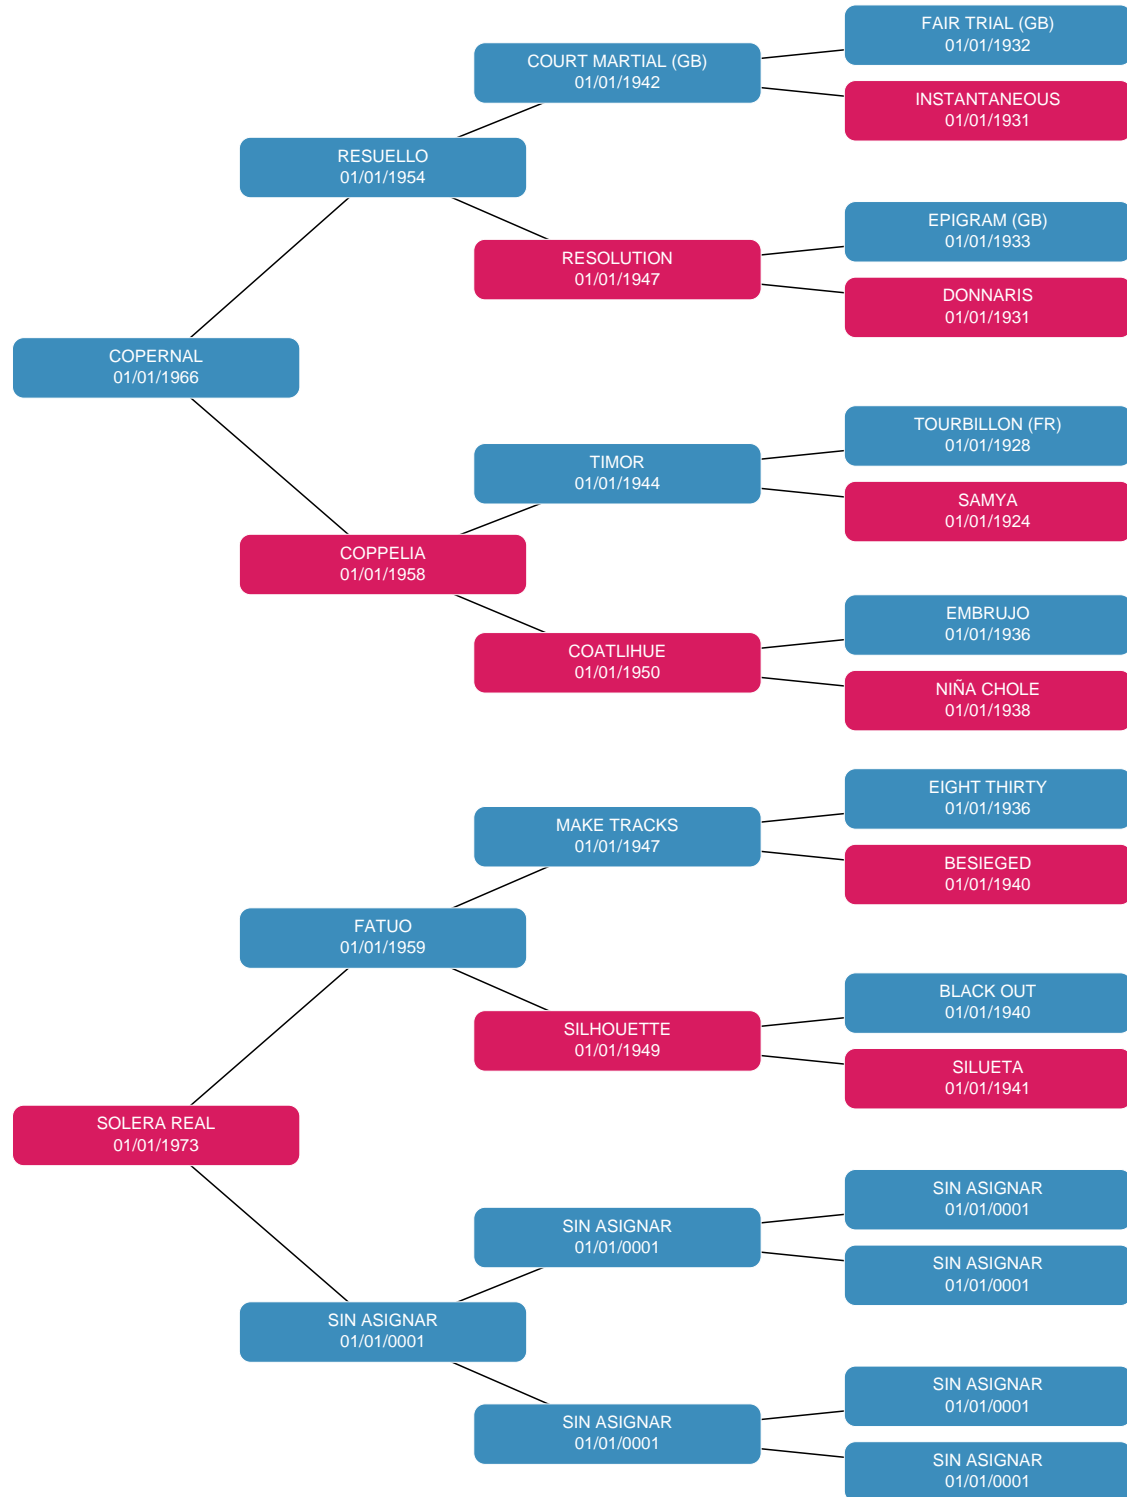 FAIR TRIAL (GB)
01/01/1932
COURT MARTIAL (GB)
01/01/1942
INSTANTANEOUS
01/01/1931
RESUELLO
01/01/1954
EPIGRAM (GB)
01/01/1933
RESOLUTION
01/01/1947
DONNARIS
01/01/1931
COPERNAL
01/01/1966
TOURBILLON (FR)
01/01/1928
TIMOR
01/01/1944
SAMYA
01/01/1924
COPPELIA
01/01/1958
EMBRUJO
01/01/1936
COATLIHUE
01/01/1950
NIÑA CHOLE
01/01/1938
EIGHT THIRTY
01/01/1936
MAKE TRACKS
01/01/1947
BESIEGED
01/01/1940
FATUO
01/01/1959
BLACK OUT
01/01/1940
SILHOUETTE
01/01/1949
SILUETA
01/01/1941
SOLERA REAL
01/01/1973
SIN ASIGNAR
01/01/0001
SIN ASIGNAR
01/01/0001
SIN ASIGNAR
01/01/0001
SIN ASIGNAR
01/01/0001
SIN ASIGNAR
01/01/0001
SIN ASIGNAR
01/01/0001
SIN ASIGNAR
01/01/0001